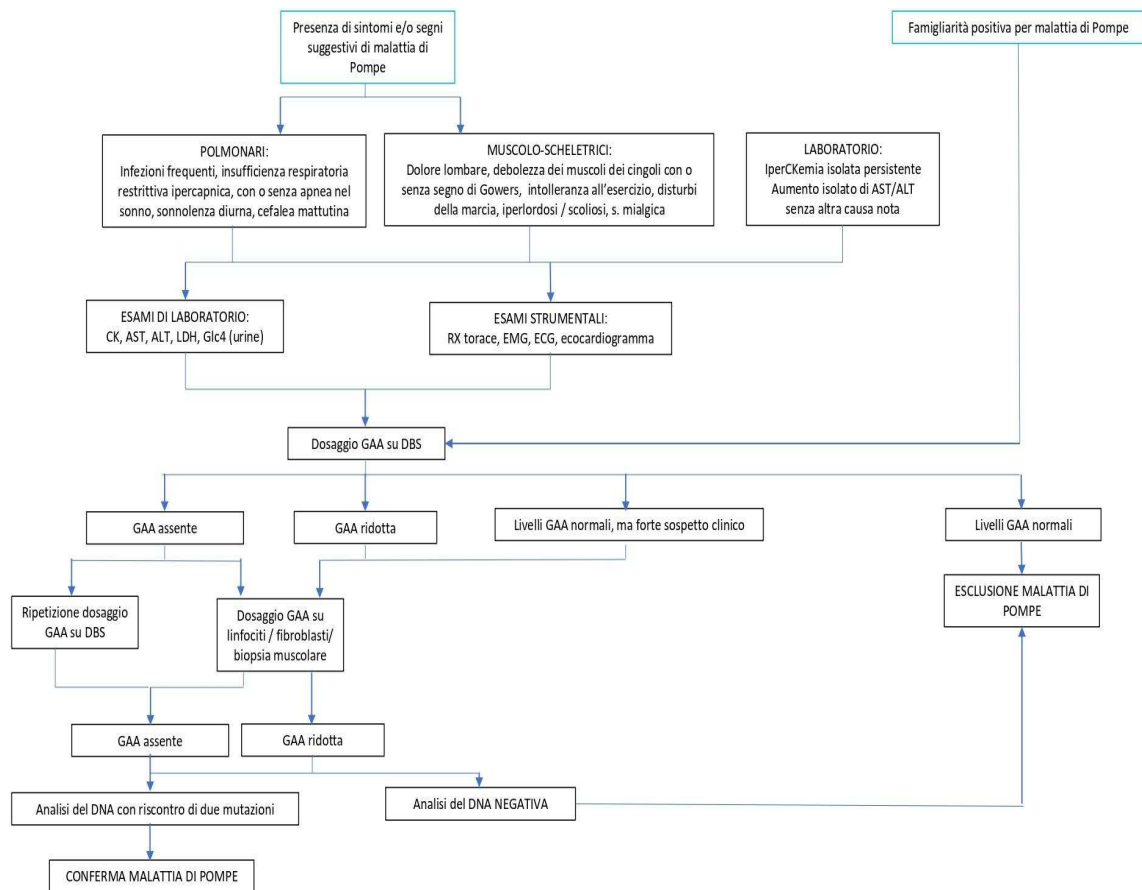 Presenza di sintomi e/o segni
suggestivi di malattia di
Pompe
Famigliarità positiva per malattia di Pompe
POLMONARI:
Infezioni frequenti, insufficienza respiratoria
restrittiva ipercapnica, con o senza apnea nel
sonno, sonnolenza diurna, cefalea mattutina
MUSCOLO-SCHELETRICI:
Dolore lombare, debolezza dei muscoli dei cingoli con o
senza segno di Gowers, intolleranza all'esercizio, disturbi
della marcia, iperlordosi / scoliosi, s. mialgica
LABORATORIO:
IperCKemia isolata persistente
Aumento isolato di AST/ALT
senza altra causa nota
ESAMI DI LABORATORIO:
CK, AST, ALT, LDH, Glc4 (urine)
ESAMI STRUMENTALI:
RX torace, EMG, ECG, ecocardiogramma
Dosaggio GAA su DBS
GAA assente
GAA ridotta
Livelli GAA normali, ma forte sospetto clinico
Livelli GAA normali
Ripetizione dosaggio
GAA su DBS
Dosaggio GAA su
linfociti / fibroblasti/
biopsia muscolare
ESCLUSIONE MALATTIA DI
POMPE
GAA assente
GAA ridotta
Analisi del DNA con riscontro di due mutazioni
Analisi del DNA NEGATIVA
CONFERMA MALATTIA DI POMPE